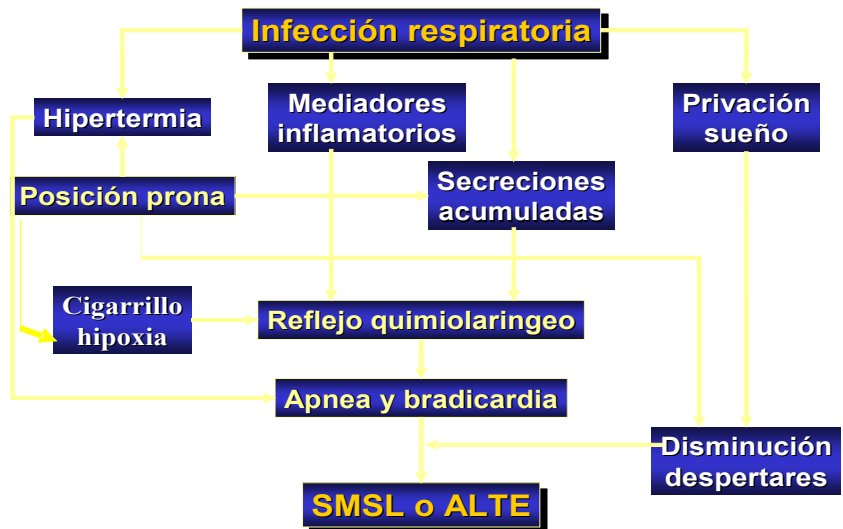 Infección respiratoria
Hipertermia
Mediadores
inflamatorios
Privación
sueño
Posición prona
Secreciones
acumuladas
Cigarrillo
hipoxia
Reflejo quimiolaringeo
Apnea y bradicardia
Disminución
despertares
SMSL o ALTE